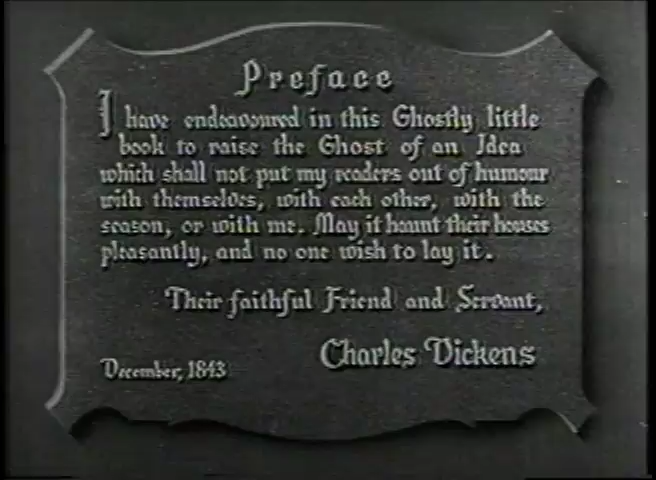 Preface
I have endeavoured in this Ghostly little
book to raise the Ghost of an Idea
which shall not put my readers out of humour
with themselves, with each other, with the
season, or with me. May it haunt their houses
pleasantly, and no one wish to lay it.
Their faithful Friend and Servant,
Charles Dickens
December, 1843